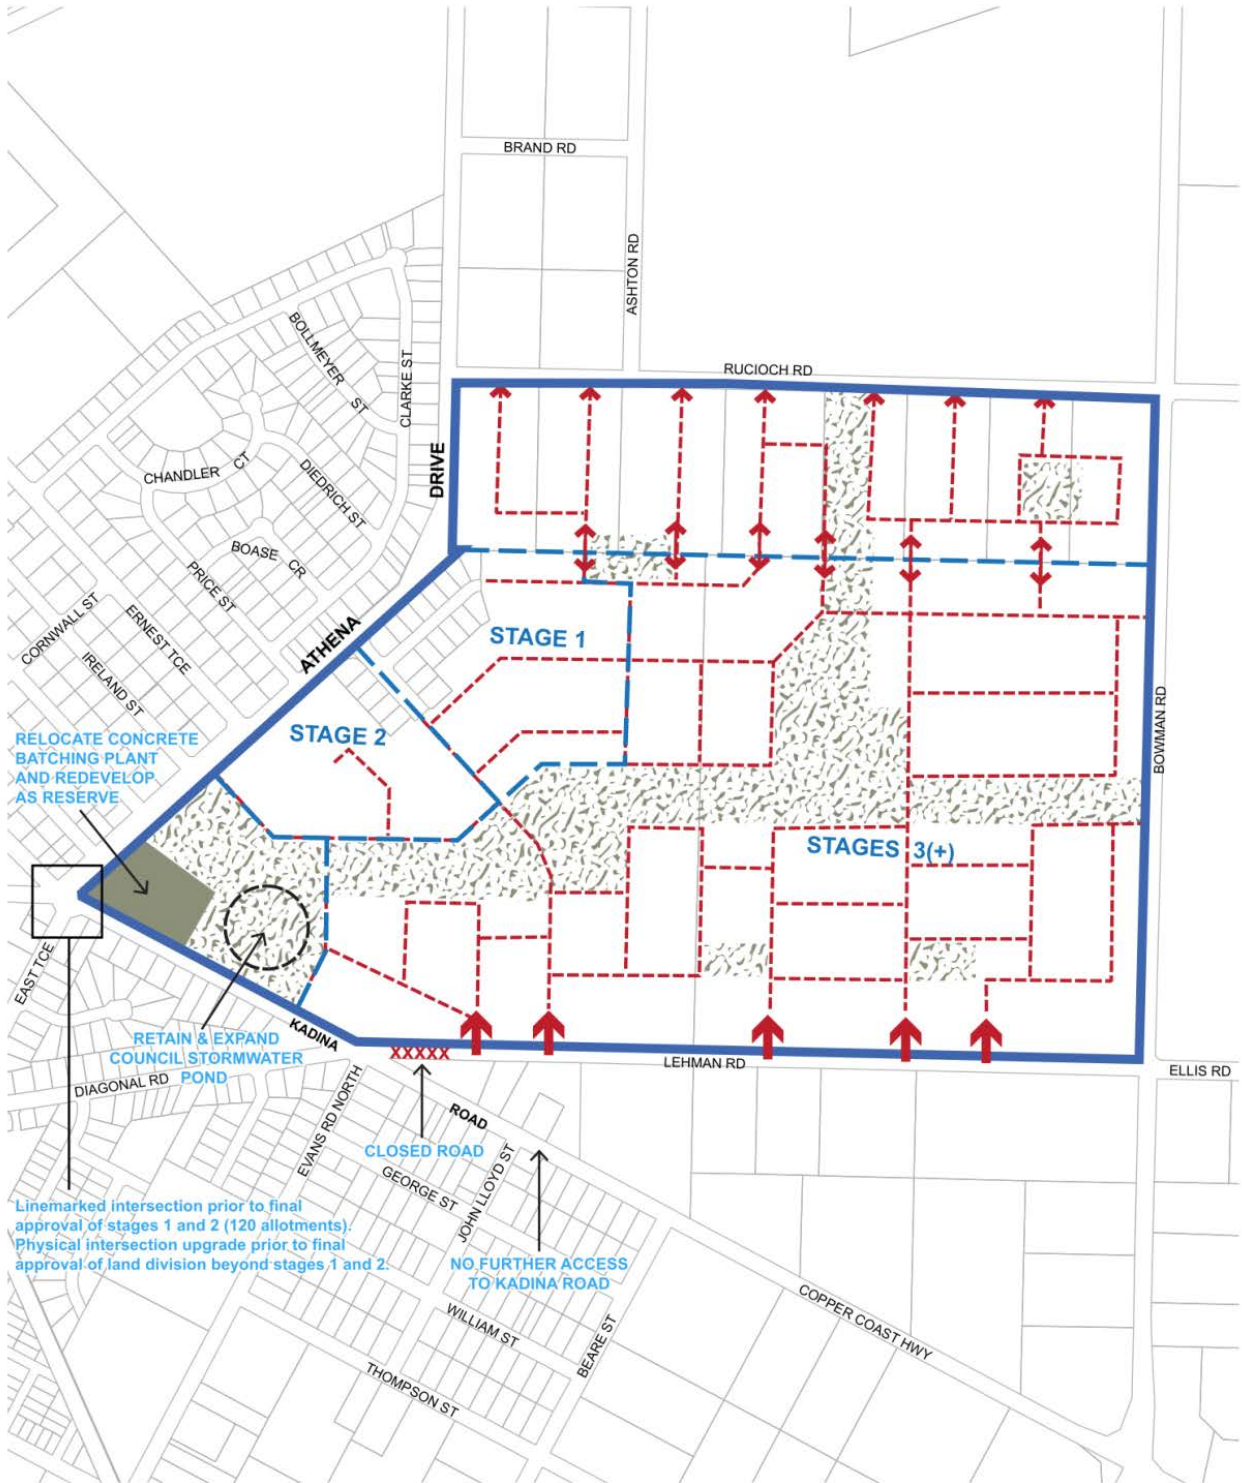 BRAND RD
ASHTON RD
RUCIOCH RD
BOLLMEYER ST
CLARKE ST
CHANDLER CT
DIEDRICH ST
DRIVE
BOASE CR
PRICE ST
CORNWALL ST
ERNEST TCE
IRELAND ST
ATHENA
STAGE 1
STAGE 2
BOWMAN RD
RELOCATE CONCRETE
BATCHING PLANT
AND REDEVELOP
AS RESERVE
STAGES 3(+)
EAST TCE
KADINA
RETAIN & EXPAND
COUNCIL STORMWATER
POND
XXXXX
LEHMAN RD
ELLIS RD
DIAGONAL RD
EVANS RD NORTH
ROAD
CLOSED ROAD
GEORGE ST
JOHN LLOYD ST
Linemarked intersection prior to final
approval of stages 1 and 2 (120 allotments).
Physical intersection upgrade prior to final
approval of land division beyond stages 1 and 2.
NO FURTHER ACCESS
TO KADINA ROAD
COPPER COAST HWY
WILLIAM ST
BEARE ST
THOMPSON ST